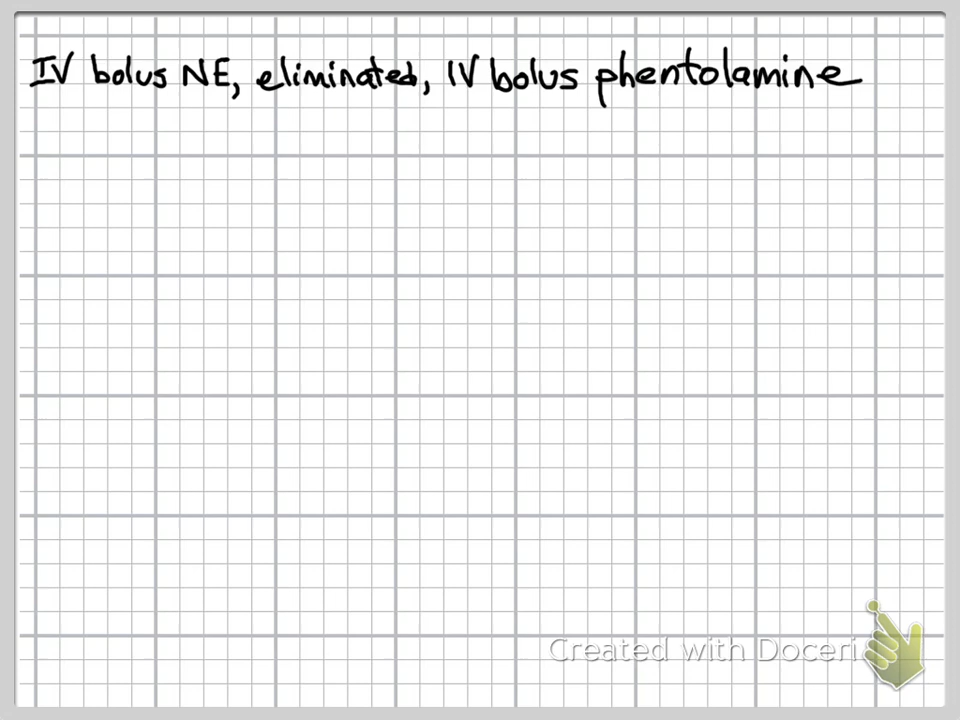 IV bolus NE, eliminated, IV bolus phentolamine
Created with Doceri